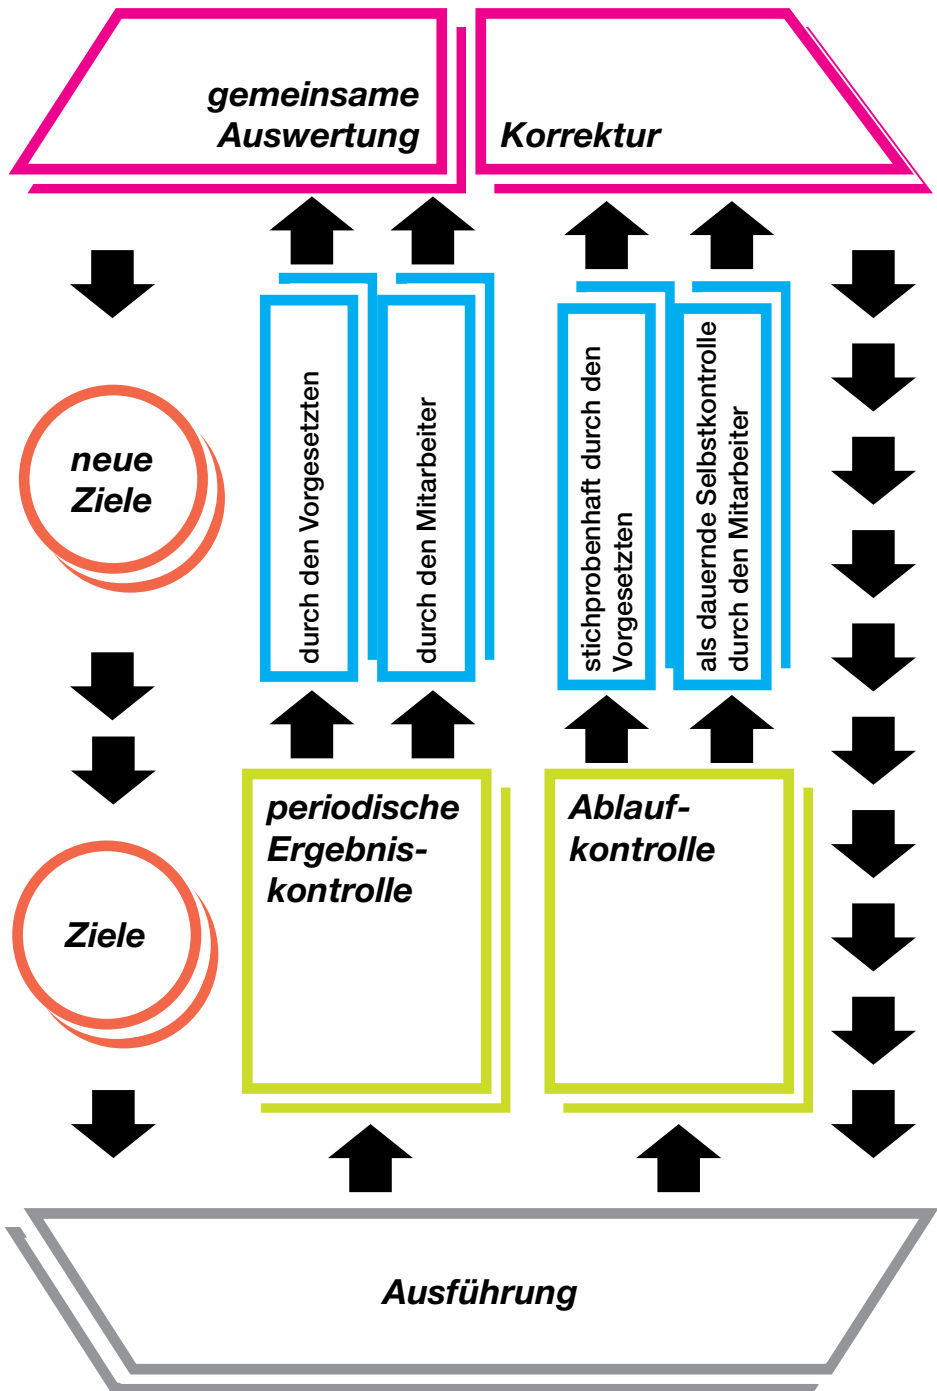 gemeinsame
Auswertung
Korrektur
neue
Ziele
durch den Vorgesetzten
durch den Mitarbeiter
stichprobenhaft durch den
Vorgesetzten
als dauernde Selbstkontrolle
durch den Mitarbeiter
periodische
Ergebnis-
kontrolle
Ablauf-
kontrolle
Ziele
Ausführung